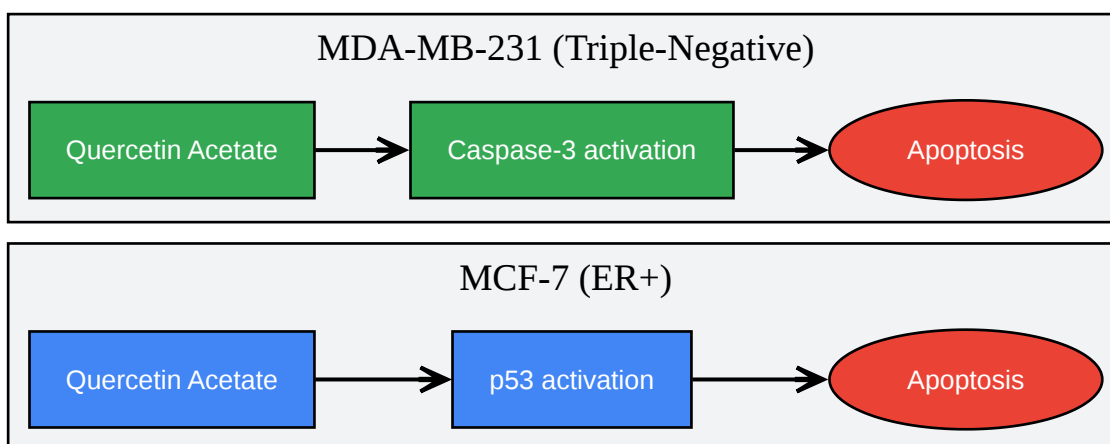 MDA-MB-231 (Triple-Negative)
Quercetin Acetate
Caspase-3 activation
Apoptosis
MCF-7 (ER+)
Quercetin Acetate
p53 activation
Apoptosis